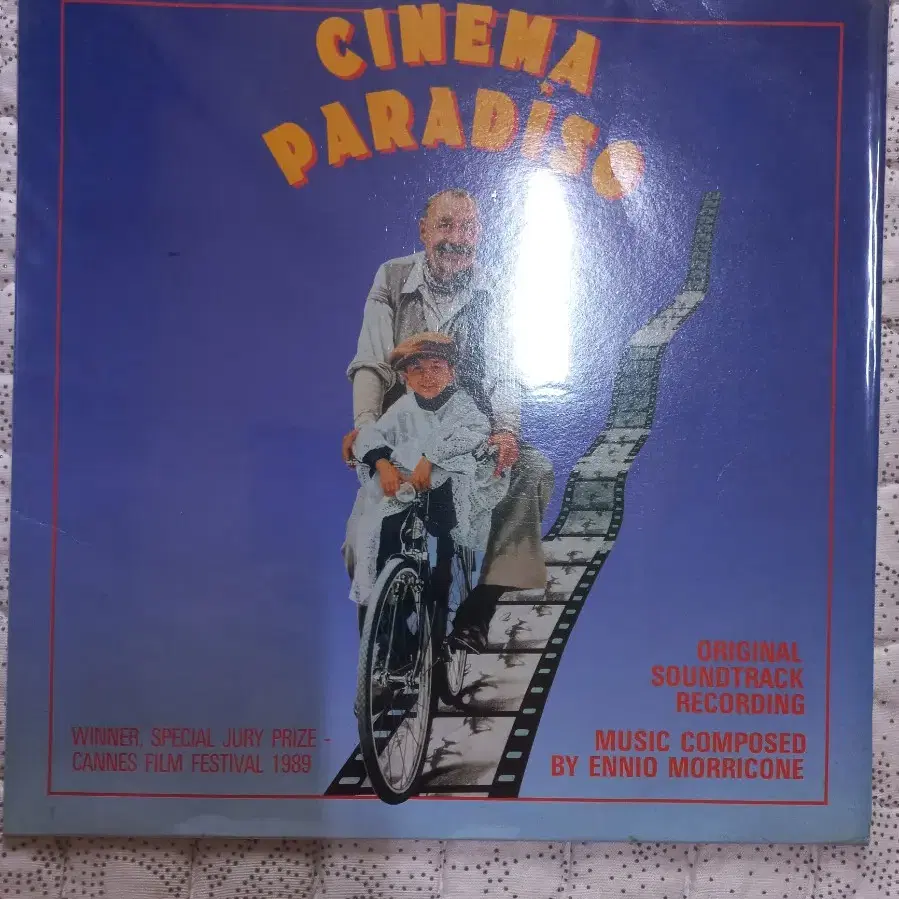 CINEMA
PARADiSO
ORIGINAL
SOUNDTRACK
RECORDING
WINNER, SPECIAL JURY PRIZE -
CANNES FILM FESTIVAL 1989
MUSIC COMPOSED
BY ENNIO MORRICONE